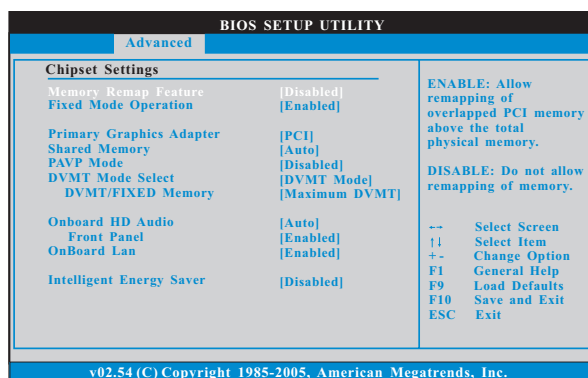 BIOS SETUP UTILITY
Advanced
Chipset Settings
Memory Remap Feature [Disabled]
Fixed Mode Operation [Enabled]
Primary Graphics Adapter [PCI]
Shared Memory [Auto]
PAVP Mode [Disabled]
DVMT Mode Select [DVMT Mode]
DVMT/FIXED Memory [Maximum DVMT]
Onboard HD Audio [Auto]
Front Panel [Enabled]
OnBoard Lan [Enabled]
Intelligent Energy Saver [Disabled]
ENABLE: Allow
remapping of
overlapped PCI memory
above the total
physical memory.
DISABLE: Do not allow
remapping of memory.
↔ Select Screen
↑↓ Select Item
+ - Change Option
F1 General Help
F9 Load Defaults
F10 Save and Exit
ESC Exit
v02.54 (C) Copyright 1985-2005, American Megatrends, Inc.